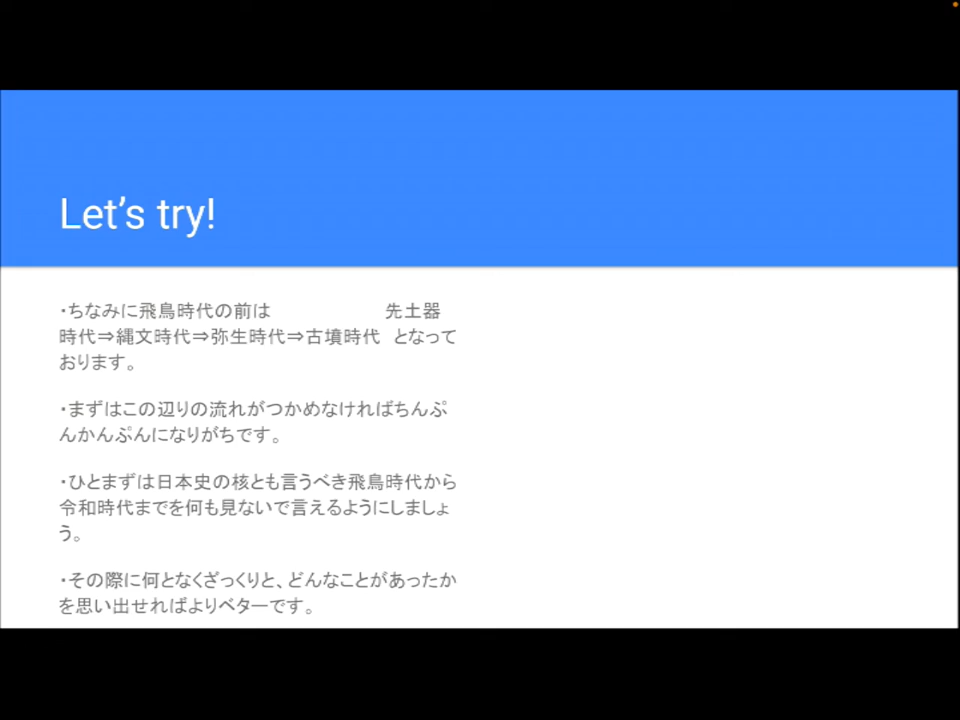 Let's try!
・ちなみに飛鳥時代の前は　　　　　　先土器
時代⇒縄文時代⇒弥生時代⇒古墳時代　となって
おります。
・まずはこの辺りの流れがつかめなければちんぷ
んかんぷんになりがちです。
・ひとまずは日本史の核とも言うべき飛鳥時代から
令和時代までを何も見ないで言えるようにしましょ
う。
・その際に何となくざっくりと、どんなことがあったか
を思い出せればよりベターです。